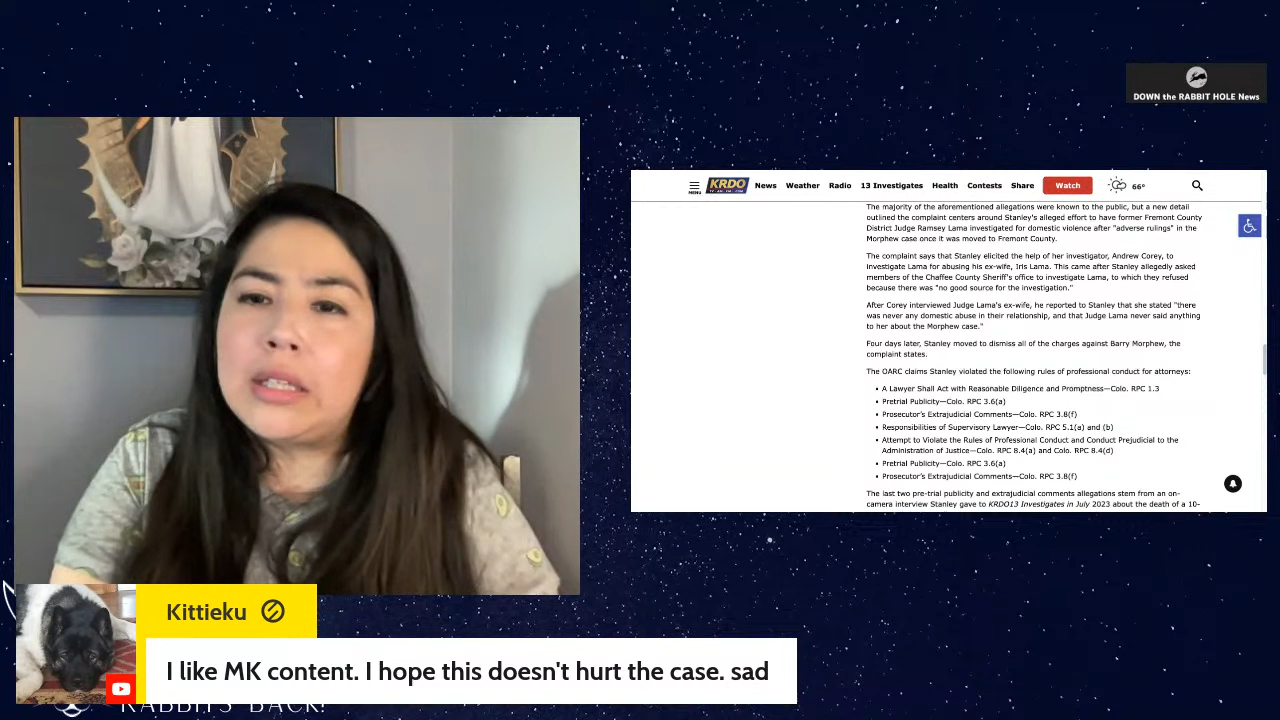 DOWN the RABBIT HOLE News
MENU
KRDO
News
Weather
Radio
13 Investigates
Health
Contests
Share
Watch
66°
The majority of the aforementioned allegations were known to the public, but a new detail
outlined the complaint centers around Stanley's alleged effort to have former Fremont County
District Judge Ramsey Lama investigated for domestic violence after "adverse rulings" in the
Morphew case once it was moved to Fremont County.
The complaint says that Stanley elicited the help of her investigator, Andrew Corey, to
investigate Lama for abusing his ex-wife, Iris Lama. This came after Stanley allegedly asked
members of the Chaffee County Sheriff's office to investigate Lama, to which they refused
because there was "no good source for the investigation."
After Corey interviewed Judge Lama's ex-wife, he reported to Stanley that she stated "there
was never any domestic abuse in their relationship, and that Judge Lama never said anything
to her about the Morphew case."
Four days later, Stanley moved to dismiss all of the charges against Barry Morphew, the
complaint states.
The OARC claims Stanley violated the following rules of professional conduct for attorneys:
• A Lawyer Shall Act with Reasonable Diligence and Promptness—Colo. RPC 1.3
• Pretrial Publicity—Colo. RPC 3.6(a)
• Prosecutor's Extrajudicial Comments—Colo. RPC 3.8(f)
• Responsibilities of Supervisory Lawyer—Colo. RPC 5.1(a) and (b)
• Attempt to Violate the Rules of Professional Conduct and Conduct Prejudicial to the
Administration of Justice—Colo. RPC 8.4(a) and Colo. RPC 8.4(d)
• Pretrial Publicity—Colo. RPC 3.6(a)
• Prosecutor's Extrajudicial Comments—Colo. RPC 3.8(f)
The last two pre-trial publicity and extrajudicial comments allegations stem from an on-
camera interview Stanley gave to KRDO13 Investigates in July 2023 about the death of a 10-
Kittieku
I like MK content. I hope this doesn't hurt the case. sad
RABBITS BACK!